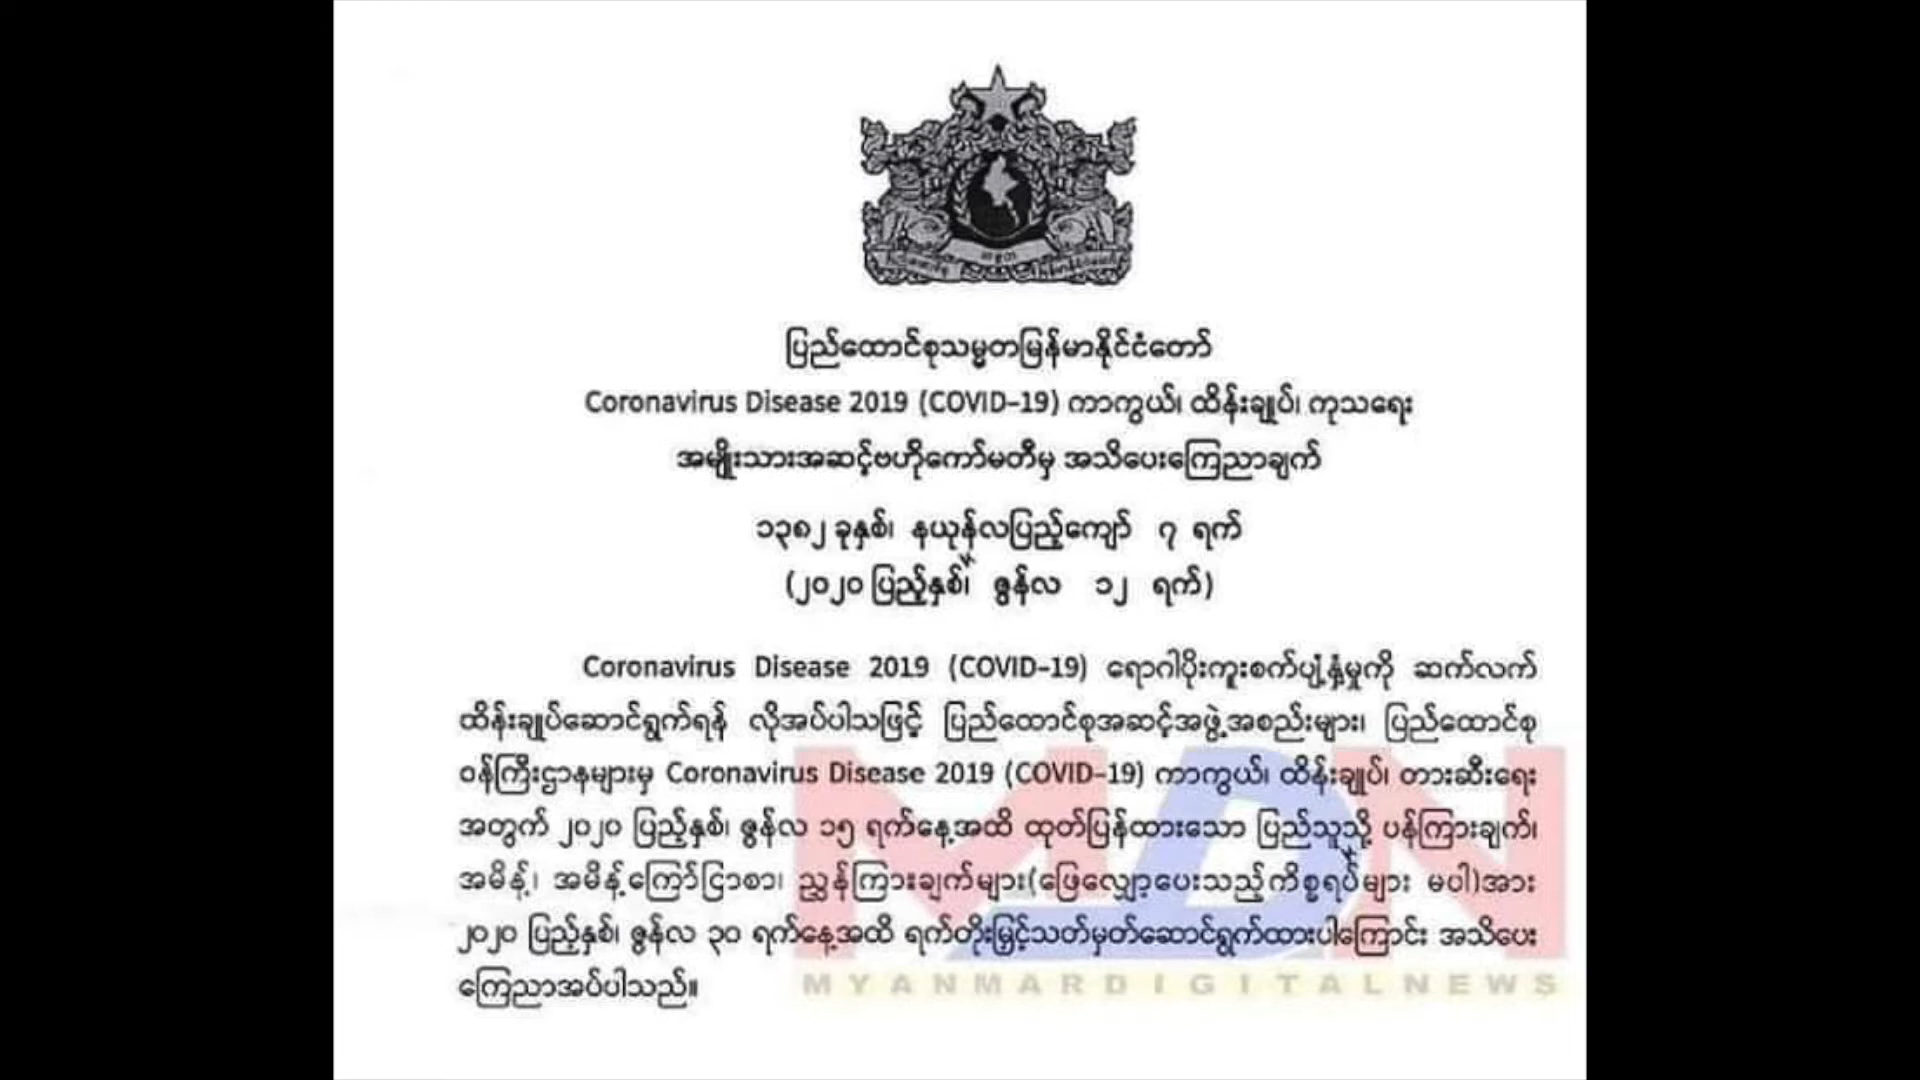 ပြည်ထောင်စုသမ္မတမြန်မာနိုင်ငံတော်
Coronavirus Disease 2019 (COVID-19) ကာကွယ်၊ ထိန်းချုပ်၊ ကုသရေး
အမျိုးသားအဆင့်ဗဟိုကော်မတီမှ အသိပေးကြေညာချက်
၁၃၈၂ ခုနှစ်၊ နယုန်လပြည့်ကျော် ၇ ရက်
(၂၀၂၀ ပြည့်နှစ်၊ ဇွန်လ ၁၂ ရက်)
Coronavirus Disease 2019 (COVID-19) ရောဂါပိုးကူးစက်ပျံ့နှံ့မှုကို ဆက်လက်
ထိန်းချုပ်ဆောင်ရွက်ရန် လိုအပ်ပါသဖြင့် ပြည်ထောင်စုအဆင့်အဖွဲ့အစည်းများ၊ ပြည်ထောင်စု
ဝန်ကြီးဌာနများမှ Coronavirus Disease 2019 (COVID-19) ကာကွယ်၊ ထိန်းချုပ်၊ တားဆီးရေး
အတွက် ၂၀၂၀ ပြည့်နှစ်၊ ဇွန်လ ၁၅ ရက်နေ့အထိ ထုတ်ပြန်ထားသော ပြည်သူသို့ ပန်ကြားချက်၊
အမိန့်၊ အမိန့်ကြော်ငြာစာ၊ ညွှန်ကြားချက်များ(ဖြေလျှော့ပေးသည့်ကိစ္စရပ်များ မပါ)အား
၂၀၂၀ ပြည့်နှစ်၊ ဇွန်လ ၃၀ ရက်နေ့အထိ ရက်တိုးမြှင့်သတ်မှတ်ဆောင်ရွက်ထားပါကြောင်း အသိပေး
ကြေညာအပ်ပါသည်။
MDN
MYANMARDIGITALNEWS